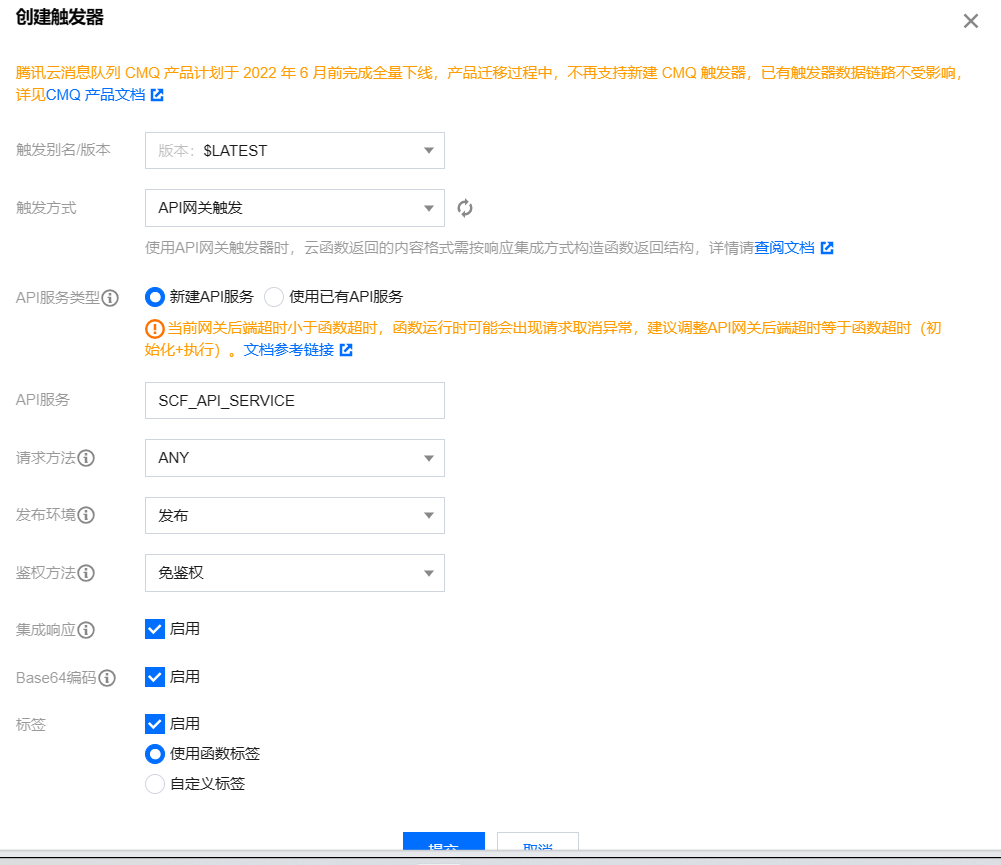 创建触发器
腾讯云消息队列 CMQ 产品计划于 2022 年 6 月前完成全量下线，产品迁移过程中，不再支持新建 CMQ 触发器，已有触发器数据链路不受影响，
详见CMQ 产品文档
触发别名/版本 版本：$LATEST
触发方式 API网关触发
使用API网关触发器时，云函数返回的内容格式需按响应集成方式构造函数返回结构，详情请查阅文档
API服务类型 新建API服务 使用已有API服务
当前网关后端超时小于函数超时，函数运行时可能会出现请求取消异常，建议调整API网关后端超时等于函数超时（初
始化+执行）。文档参考链接
API服务 SCF_API_SERVICE
请求方法 ANY
发布环境 发布
鉴权方法 免鉴权
集成响应 启用
Base64编码 启用
标签 启用
使用函数标签
自定义标签
提交 取消